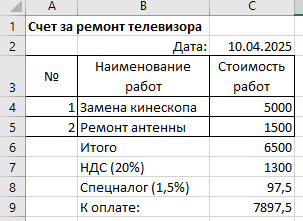 A B C
1 Счет за ремонт телевизора
2 Дата: 10.04.2025
3 № Наименование работ Стоимость работ
4 1 Замена кинескопа 5000
5 2 Ремонт антенны 1500
6 Итого 6500
7 НДС (20%) 1300
8 Спецналог (1,5%) 97,5
9 К оплате: 7897,5